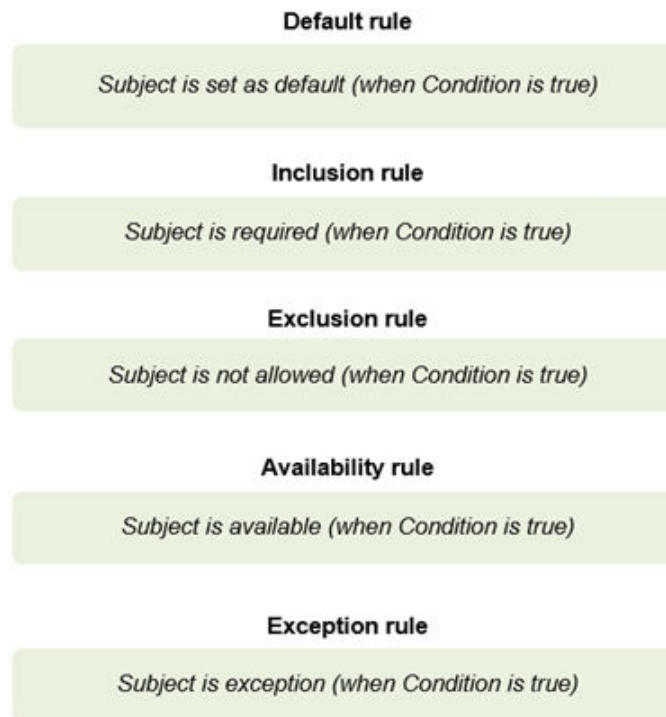 Default rule
Subject is set as default (when Condition is true)
Inclusion rule
Subject is required (when Condition is true)
Exclusion rule
Subject is not allowed (when Condition is true)
Availability rule
Subject is available (when Condition is true)
Exception rule
Subject is exception (when Condition is true)